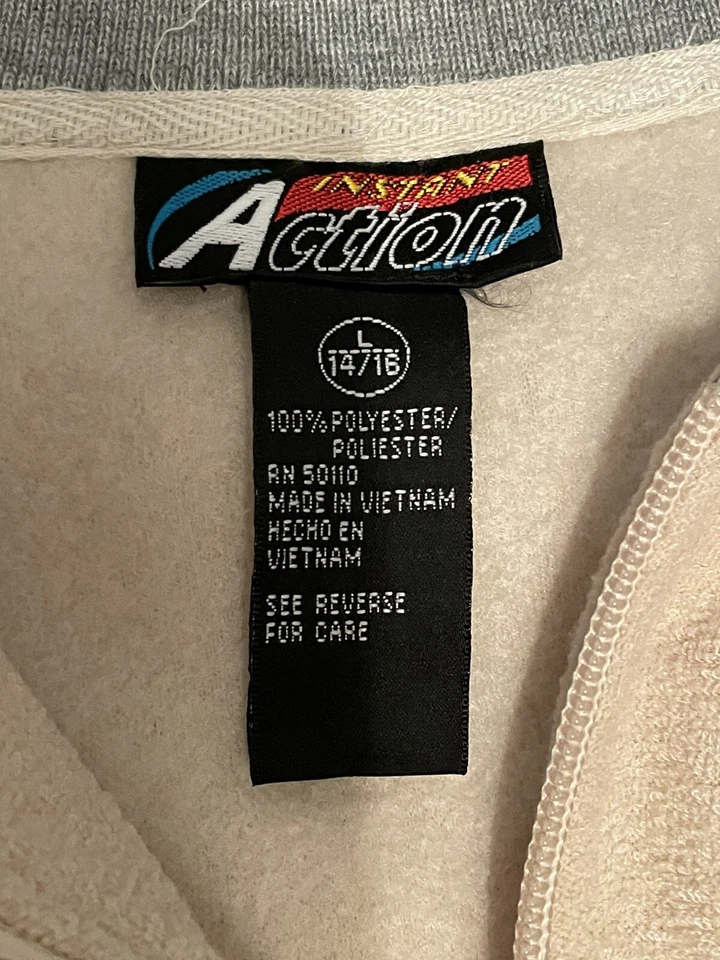 INSTANT
Action
L
14/16
100% POLYESTER/
POLIESTER
RN 50110
MADE IN VIETNAM
HECHO EN
VIETNAM
SEE REVERSE
FOR CARE